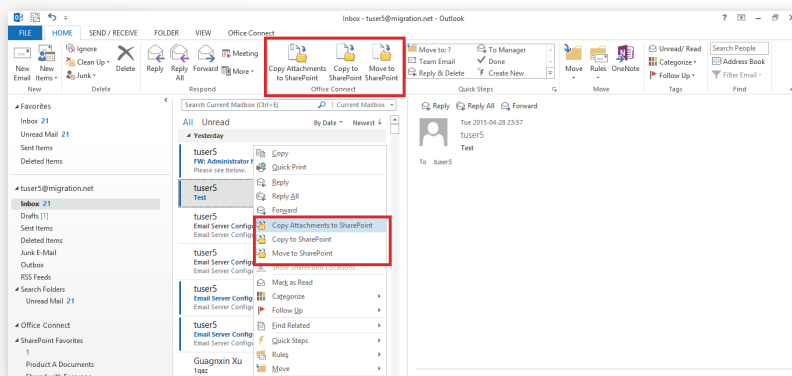 Inbox - tuser5@migration.net - Outlook
FILE HOME SEND / RECEIVE FOLDER VIEW Office Connect
New Email
New Items
New
Ignore
Clean Up
Junk
Delete
Delete
Reply
Reply All
Forward
Meeting
More
Respond
Copy Attachments to SharePoint
Copy to SharePoint
Move to SharePoint
Office Connect
Move to: ?
Team Email
Reply & Delete
To Manager
Done
Create New
Quick Steps
Move
Rules
OneNote
Move
Unread/ Read
Categorize
Follow Up
Tags
Search People
Address Book
Filter Email
Find
Favorites
Inbox 21
Unread Mail 21
Sent Items
Deleted Items
tuser5@migration.net
Inbox 21
Drafts [1]
Sent Items
Deleted Items
Junk E-Mail
Outbox
RSS Feeds
Search Folders
Unread Mail 21
Office Connect
SharePoint Favorites
1
Product A Documents
Shared with Everyone
Search Current Mailbox (Ctrl+E) Current Mailbox
All Unread By Date Newest
Yesterday
tuser5
FW: Administrator
Please see below.
tuser5
Test
tuser5
Email Server Config
Email Server Config
tuser5
Email Server Config
Email Server Config
tuser5
Email Server Config
Email Server Config
tuser5
Email Server Config
Email Server Config
Guagnxin Xu
1qaz
Copy
Quick Print
Reply
Reply All
Forward
Copy Attachments to SharePoint
Copy to SharePoint
Move to SharePoint
Show SharePoint Locations
Mark as Read
Categorize
Follow Up
Find Related
Quick Steps
Rules
Move
Reply Reply All Forward
Tue 2015-04-28 23:57
tuser5
Test
To tuser5